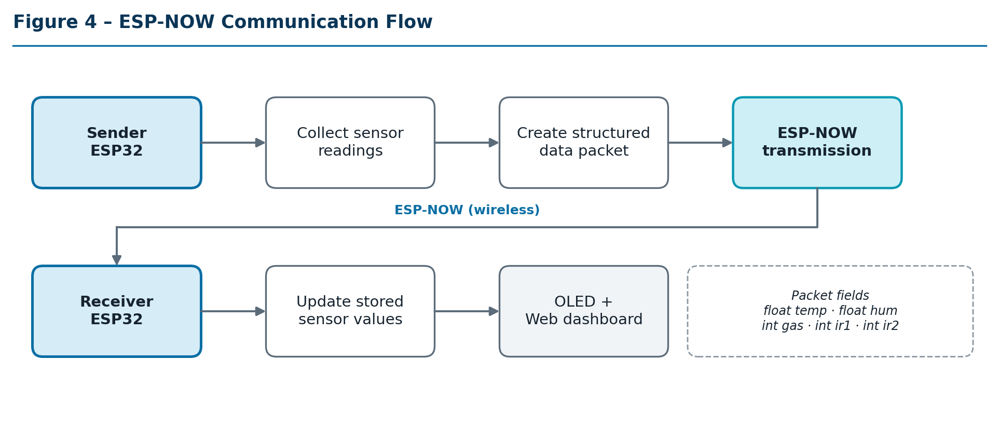 Figure 4 – ESP-NOW Communication Flow
Sender
ESP32
Collect sensor
readings
Create structured
data packet
ESP-NOW
transmission
ESP-NOW (wireless)
Receiver
ESP32
Update stored
sensor values
OLED +
Web dashboard
Packet fields
float temp · float hum
int gas · int ir1 · int ir2